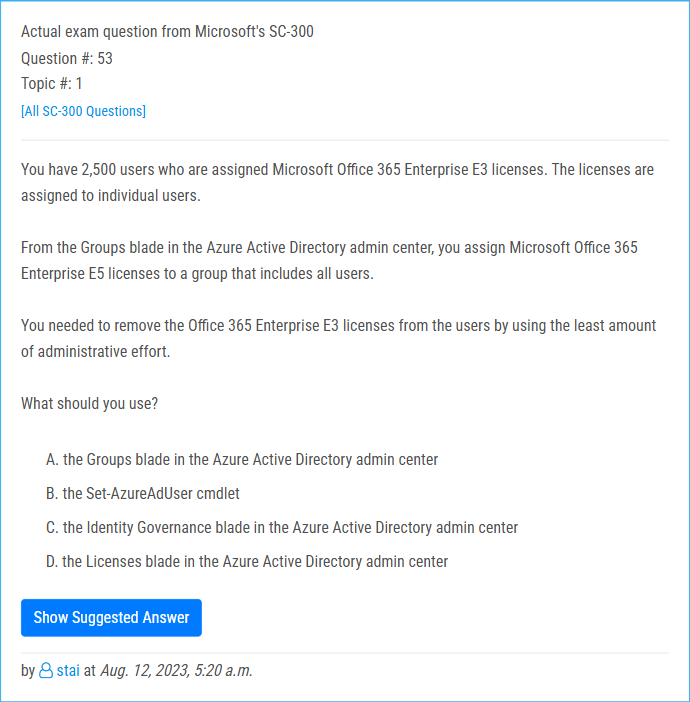 Actual exam question from Microsoft's SC-300
Question #: 53
Topic #: 1
[All SC-300 Questions]
You have 2,500 users who are assigned Microsoft Office 365 Enterprise E3 licenses. The licenses are
assigned to individual users.
From the Groups blade in the Azure Active Directory admin center, you assign Microsoft Office 365
Enterprise E5 licenses to a group that includes all users.
You needed to remove the Office 365 Enterprise E3 licenses from the users by using the least amount
of administrative effort.
What should you use?
A. the Groups blade in the Azure Active Directory admin center
B. the Set-AzureAdUser cmdlet
C. the Identity Governance blade in the Azure Active Directory admin center
D. the Licenses blade in the Azure Active Directory admin center
Show Suggested Answer
by stai at Aug. 12, 2023, 5:20 a.m.